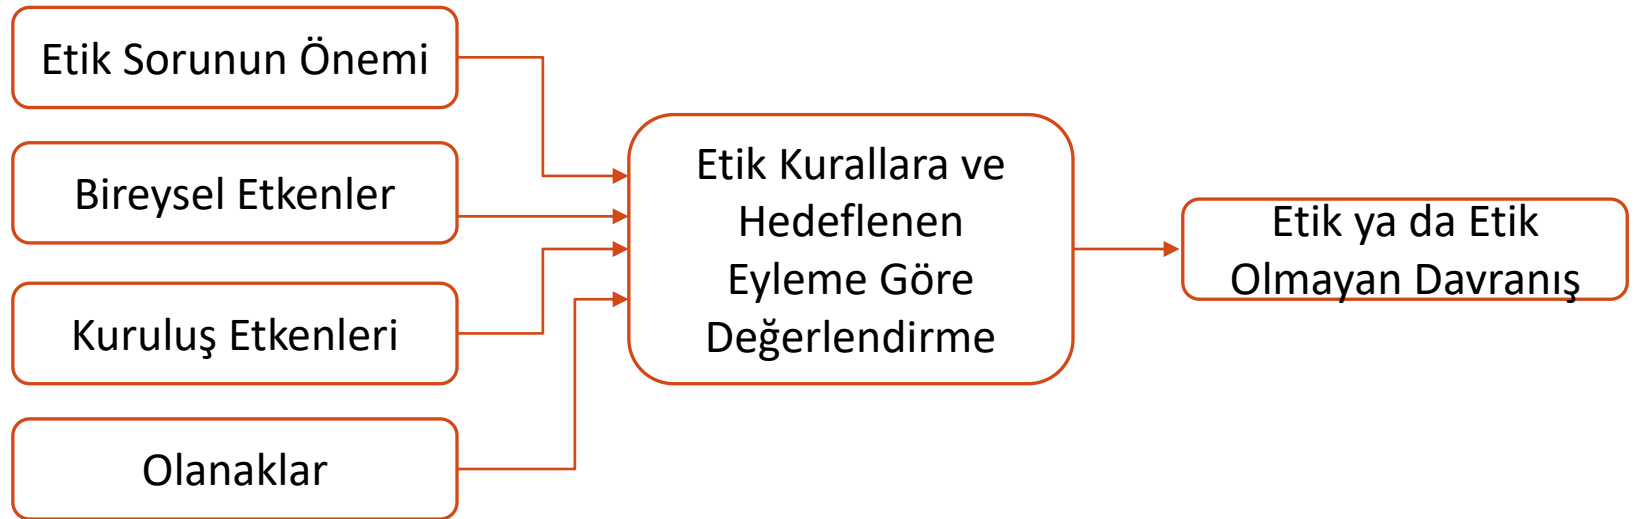 Etik Sorunun Önemi
Bireysel Etkenler
Kuruluş Etkenleri
Olanaklar
Etik Kurallara ve
Hedeflenen
Eyleme Göre
Değerlendirme
Etik ya da Etik
Olmayan Davranış